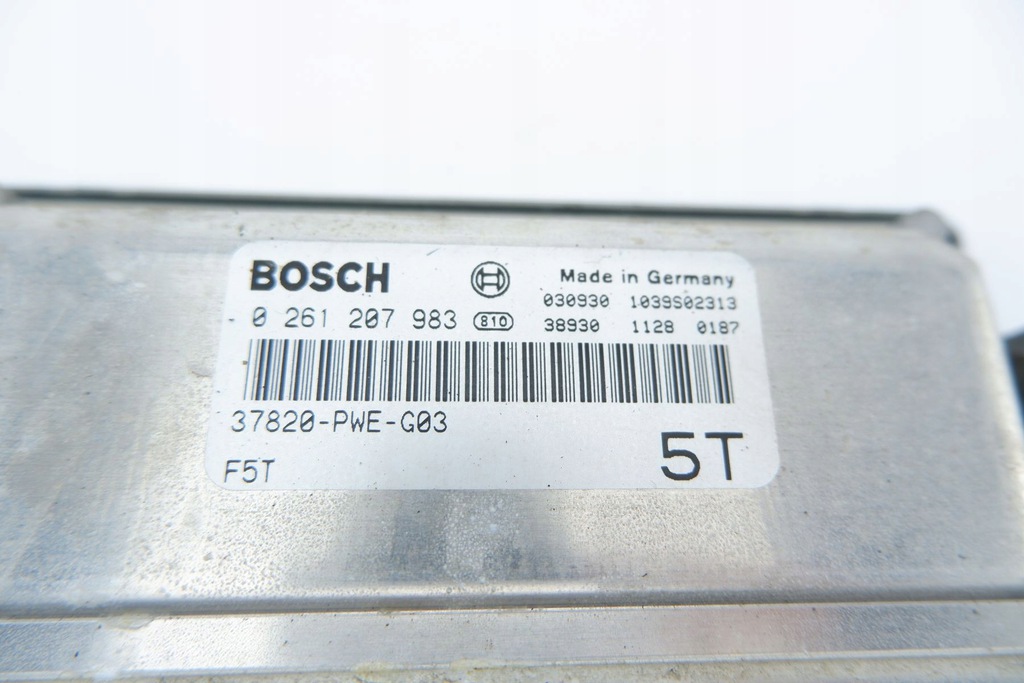 BOSCH Made in Germany
030930 1039S02313
0 261 207 983 810 38930 1128 0187
37820-PWE-G03
F5T 5T